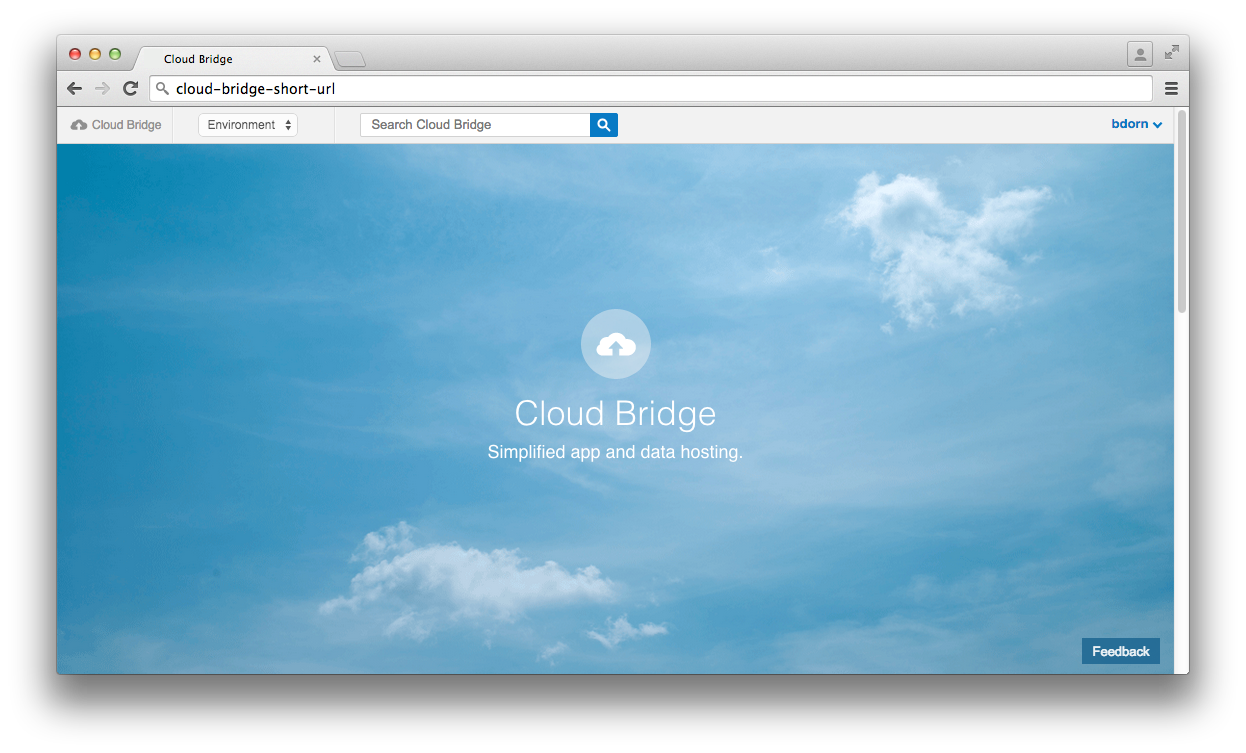 Cloud Bridge
cloud-bridge-short-url
Cloud Bridge
Environment
Search Cloud Bridge
bdorn
Cloud Bridge
Simplified app and data hosting.
Feedback